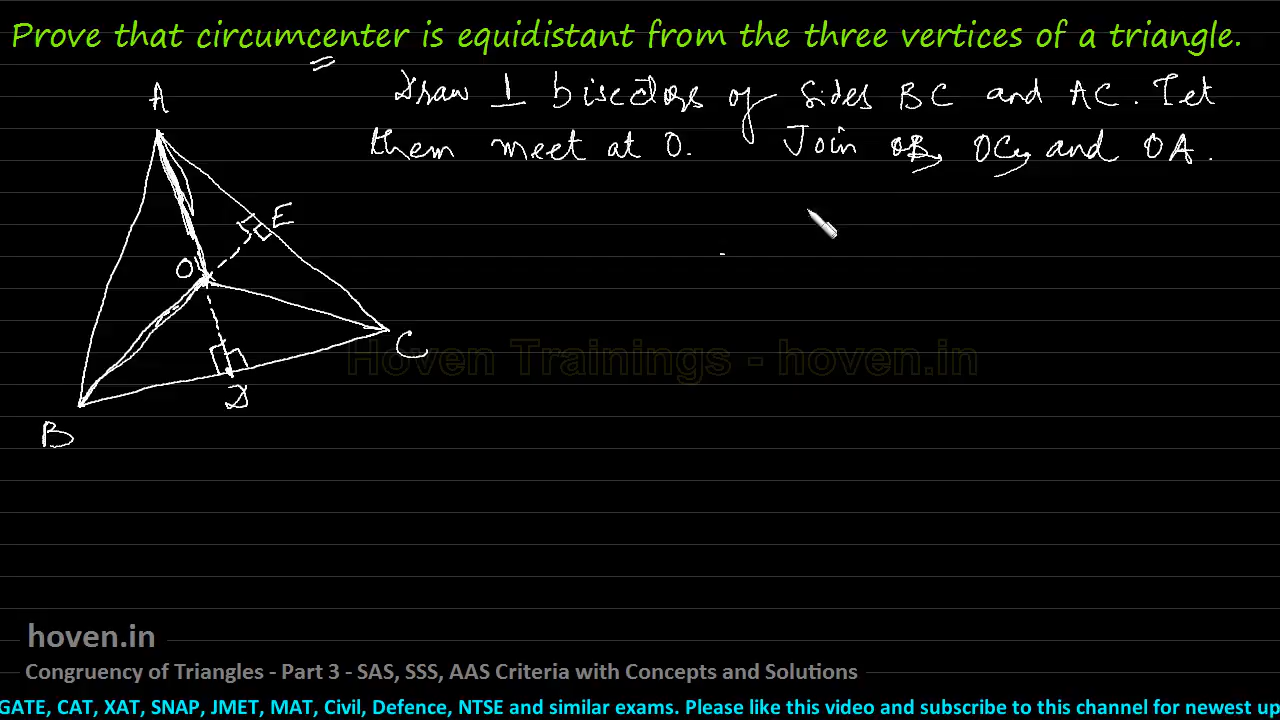 Prove that circumcenter is equidistant from the three vertices of a triangle.
Draw ⊥ bisectors of sides BC and AC. Let
them meet at O. Join OB, OC, and OA.
A
E
O
C
Hoven Trainings - hoven.in
D
B
hoven.in
Congruency of Triangles - Part 3 - SAS, SSS, AAS Criteria with Concepts and Solutions
GATE, CAT, XAT, SNAP, JMET, MAT, Civil, Defence, NTSE and similar exams. Please like this video and subscribe to this channel for newest up